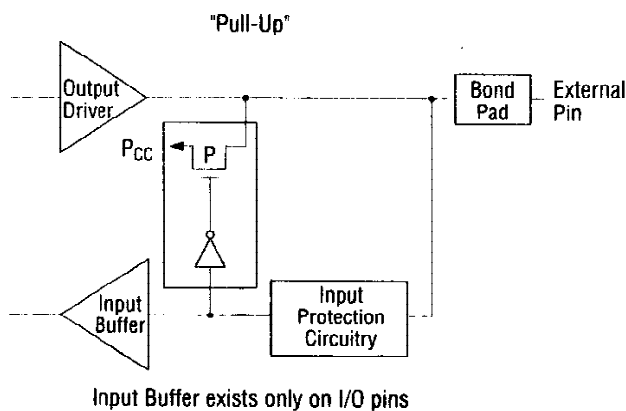 "Pull-Up"
Output
Driver
Bond
Pad
External
Pin
PCC
P
Input
Buffer
Input
Protection
Circuitry
Input Buffer exists only on I/O pins